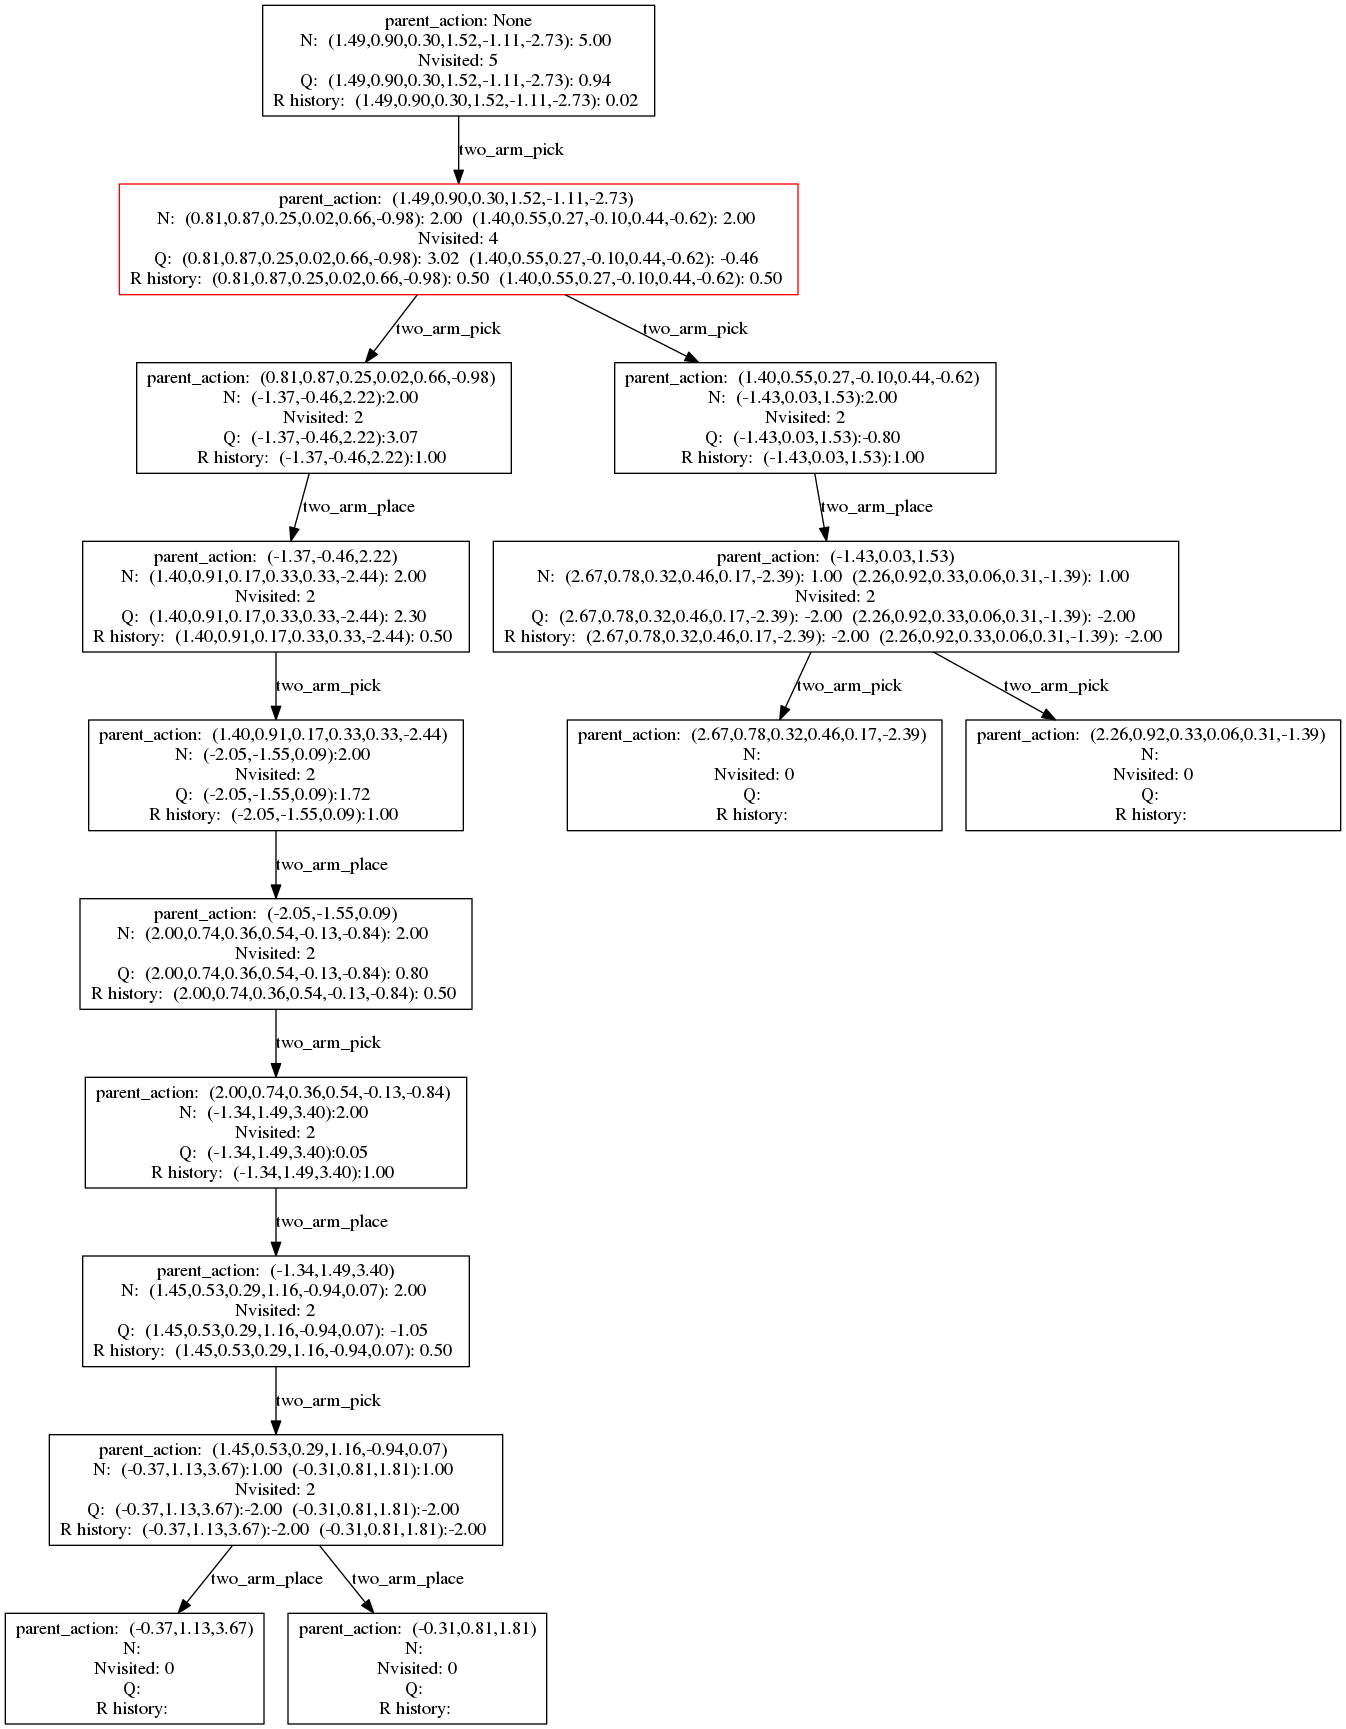 parent_action: None
N: (1.49,0.90,0.30,1.52,-1.11,-2.73): 5.00
Nvisited: 5
Q: (1.49,0.90,0.30,1.52,-1.11,-2.73): 0.94
R history: (1.49,0.90,0.30,1.52,-1.11,-2.73): 0.02
two_arm_pick
parent_action: (1.49,0.90,0.30,1.52,-1.11,-2.73)
N: (0.81,0.87,0.25,0.02,0.66,-0.98): 2.00 (1.40,0.55,0.27,-0.10,0.44,-0.62): 2.00
Nvisited: 4
Q: (0.81,0.87,0.25,0.02,0.66,-0.98): 3.02 (1.40,0.55,0.27,-0.10,0.44,-0.62): -0.46
R history: (0.81,0.87,0.25,0.02,0.66,-0.98): 0.50 (1.40,0.55,0.27,-0.10,0.44,-0.62): 0.50
two_arm_pick
two_arm_pick
parent_action: (0.81,0.87,0.25,0.02,0.66,-0.98)
N: (-1.37,-0.46,2.22):2.00
Nvisited: 2
Q: (-1.37,-0.46,2.22):3.07
R history: (-1.37,-0.46,2.22):1.00
parent_action: (1.40,0.55,0.27,-0.10,0.44,-0.62)
N: (-1.43,0.03,1.53):2.00
Nvisited: 2
Q: (-1.43,0.03,1.53):-0.80
R history: (-1.43,0.03,1.53):1.00
two_arm_place
two_arm_place
parent_action: (-1.37,-0.46,2.22)
N: (1.40,0.91,0.17,0.33,0.33,-2.44): 2.00
Nvisited: 2
Q: (1.40,0.91,0.17,0.33,0.33,-2.44): 2.30
R history: (1.40,0.91,0.17,0.33,0.33,-2.44): 0.50
parent_action: (-1.43,0.03,1.53)
N: (2.67,0.78,0.32,0.46,0.17,-2.39): 1.00 (2.26,0.92,0.33,0.06,0.31,-1.39): 1.00
Nvisited: 2
Q: (2.67,0.78,0.32,0.46,0.17,-2.39): -2.00 (2.26,0.92,0.33,0.06,0.31,-1.39): -2.00
R history: (2.67,0.78,0.32,0.46,0.17,-2.39): -2.00 (2.26,0.92,0.33,0.06,0.31,-1.39): -2.00
two_arm_pick
two_arm_pick
two_arm_pick
parent_action: (1.40,0.91,0.17,0.33,0.33,-2.44)
N: (-2.05,-1.55,0.09):2.00
Nvisited: 2
Q: (-2.05,-1.55,0.09):1.72
R history: (-2.05,-1.55,0.09):1.00
parent_action: (2.67,0.78,0.32,0.46,0.17,-2.39)
N:
Nvisited: 0
Q:
R history:
parent_action: (2.26,0.92,0.33,0.06,0.31,-1.39)
N:
Nvisited: 0
Q:
R history:
two_arm_place
parent_action: (-2.05,-1.55,0.09)
N: (2.00,0.74,0.36,0.54,-0.13,-0.84): 2.00
Nvisited: 2
Q: (2.00,0.74,0.36,0.54,-0.13,-0.84): 0.80
R history: (2.00,0.74,0.36,0.54,-0.13,-0.84): 0.50
two_arm_pick
parent_action: (2.00,0.74,0.36,0.54,-0.13,-0.84)
N: (-1.34,1.49,3.40):2.00
Nvisited: 2
Q: (-1.34,1.49,3.40):0.05
R history: (-1.34,1.49,3.40):1.00
two_arm_place
parent_action: (-1.34,1.49,3.40)
N: (1.45,0.53,0.29,1.16,-0.94,0.07): 2.00
Nvisited: 2
Q: (1.45,0.53,0.29,1.16,-0.94,0.07): -1.05
R history: (1.45,0.53,0.29,1.16,-0.94,0.07): 0.50
two_arm_pick
parent_action: (1.45,0.53,0.29,1.16,-0.94,0.07)
N: (-0.37,1.13,3.67):1.00 (-0.31,0.81,1.81):1.00
Nvisited: 2
Q: (-0.37,1.13,3.67):-2.00 (-0.31,0.81,1.81):-2.00
R history: (-0.37,1.13,3.67):-2.00 (-0.31,0.81,1.81):-2.00
two_arm_place
two_arm_place
parent_action: (-0.37,1.13,3.67)
N:
Nvisited: 0
Q:
R history:
parent_action: (-0.31,0.81,1.81)
N:
Nvisited: 0
Q:
R history: